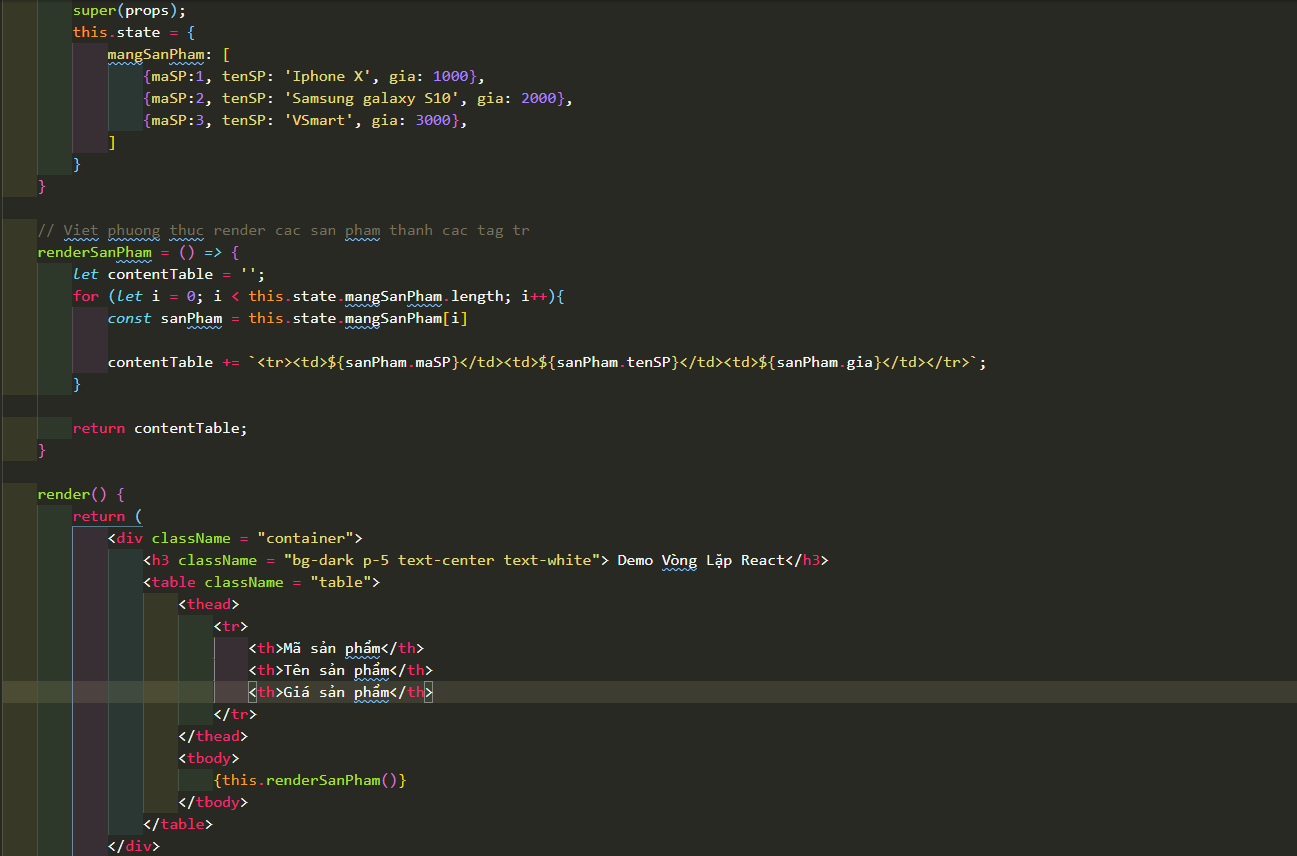 super(props);
this.state = {
mangSanPham: [
{maSP:1, tenSP: 'Iphone X', gia: 1000},
{maSP:2, tenSP: 'Samsung galaxy S10', gia: 2000},
{maSP:3, tenSP: 'VSmart', gia: 3000},
]
}
}
// Viet phuong thuc render cac san pham thanh cac tag tr
renderSanPham = () => {
let contentTable = '';
for (let i = 0; i < this.state.mangSanPham.length; i++){
const sanPham = this.state.mangSanPham[i]
contentTable += `<tr><td>${sanPham.maSP}</td><td>${sanPham.tenSP}</td><td>${sanPham.gia}</td></tr>`;
}
return contentTable;
}
render() {
return (
<div className = "container">
<h3 className = "bg-dark p-5 text-center text-white"> Demo Vòng Lặp React</h3>
<table className = "table">
<thead>
<tr>
<th>Mã sản phẩm</th>
<th>Tên sản phẩm</th>
<th>Giá sản phẩm</th>
</tr>
</thead>
<tbody>
{this.renderSanPham()}
</tbody>
</table>
</div>